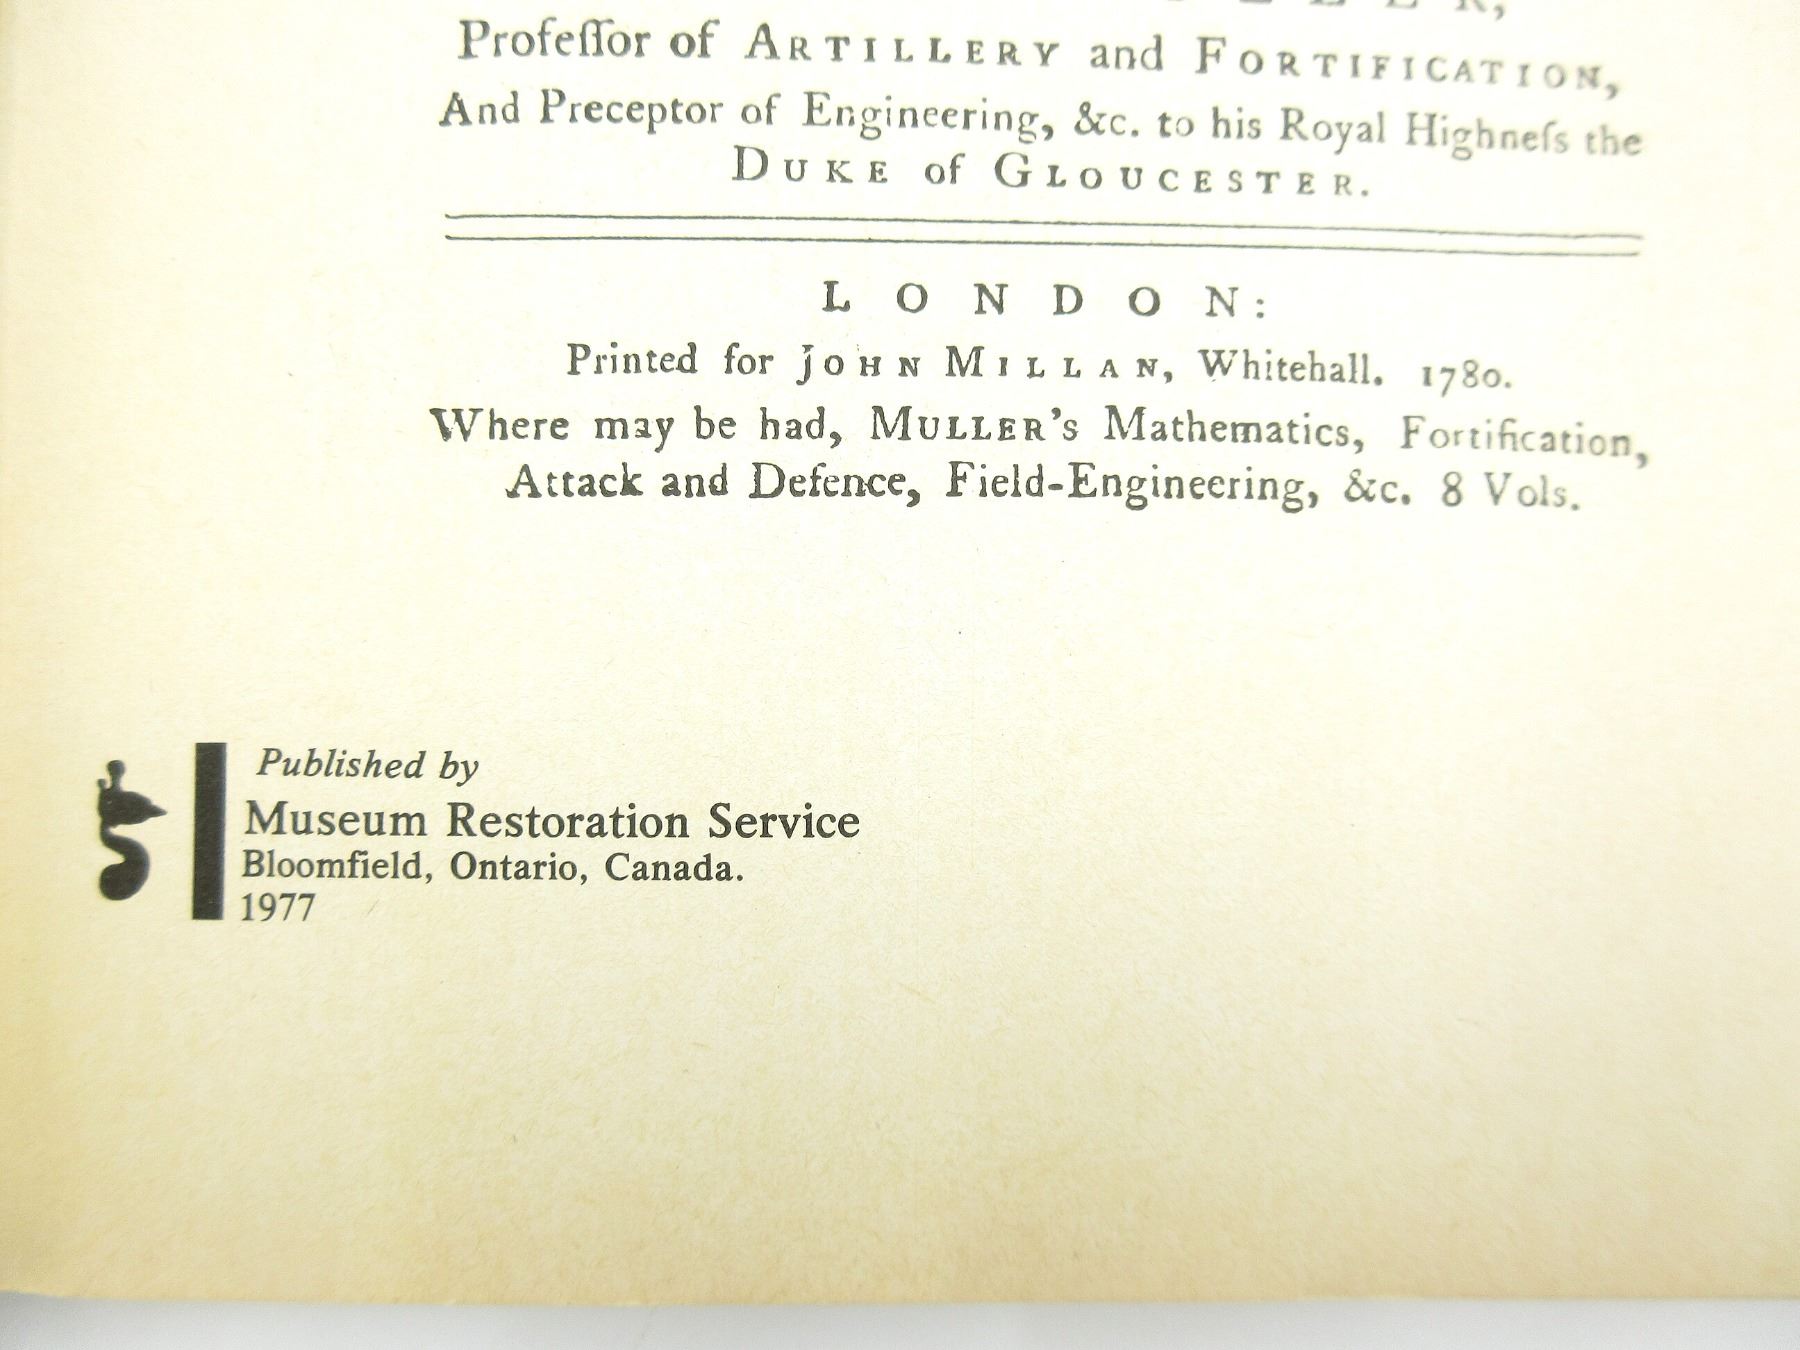 Profeſſor of ARTILLERY and FORTIFICATION,
And Preceptor of Engineering, &c. to his Royal Highneſs the
DUKE of GLOUCESTER.
LONDON:
Printed for JOHN MILLAN, Whitehall. 1780.
Where may be had, MULLER's Mathematics, Fortification,
Attack and Defence, Field-Engineering, &c. 8 Vols.
Published by
Museum Restoration Service
Bloomfield, Ontario, Canada.
1977